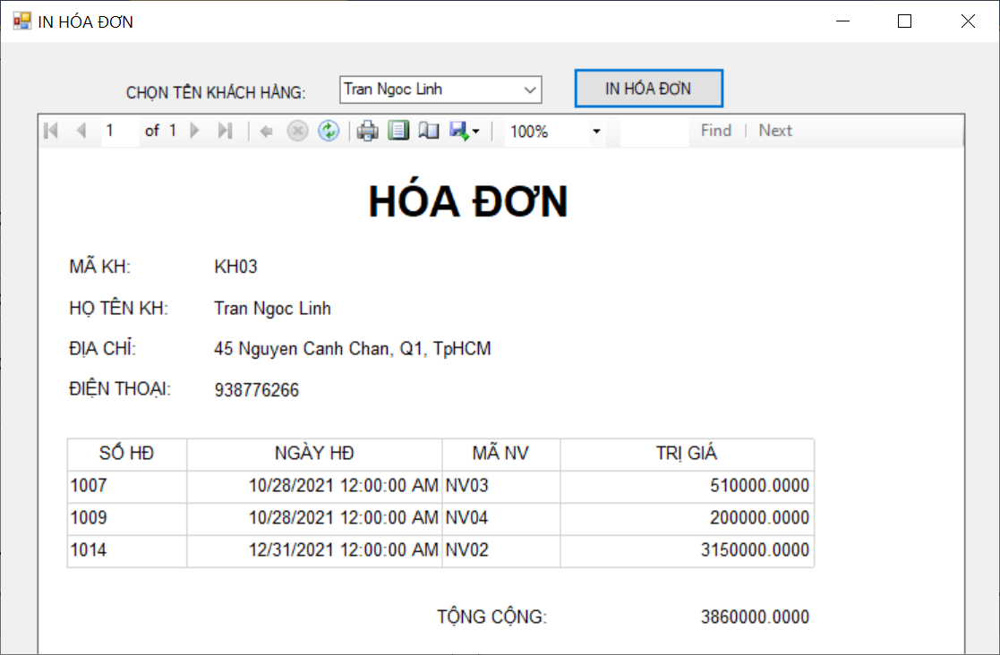 IN HÓA ĐƠN
CHỌN TÊN KHÁCH HÀNG: Tran Ngoc Linh IN HÓA ĐƠN
1 of 1 100% Find | Next
HÓA ĐƠN
MÃ KH: KH03
HỌ TÊN KH: Tran Ngoc Linh
ĐỊA CHỈ: 45 Nguyen Canh Chan, Q1, TpHCM
ĐIỆN THOẠI: 938776266
SỐ HĐ NGÀY HĐ MÃ NV TRỊ GIÁ
1007 10/28/2021 12:00:00 AM NV03 510000.0000
1009 10/28/2021 12:00:00 AM NV04 200000.0000
1014 12/31/2021 12:00:00 AM NV02 3150000.0000
TỘNG CỘNG: 3860000.0000